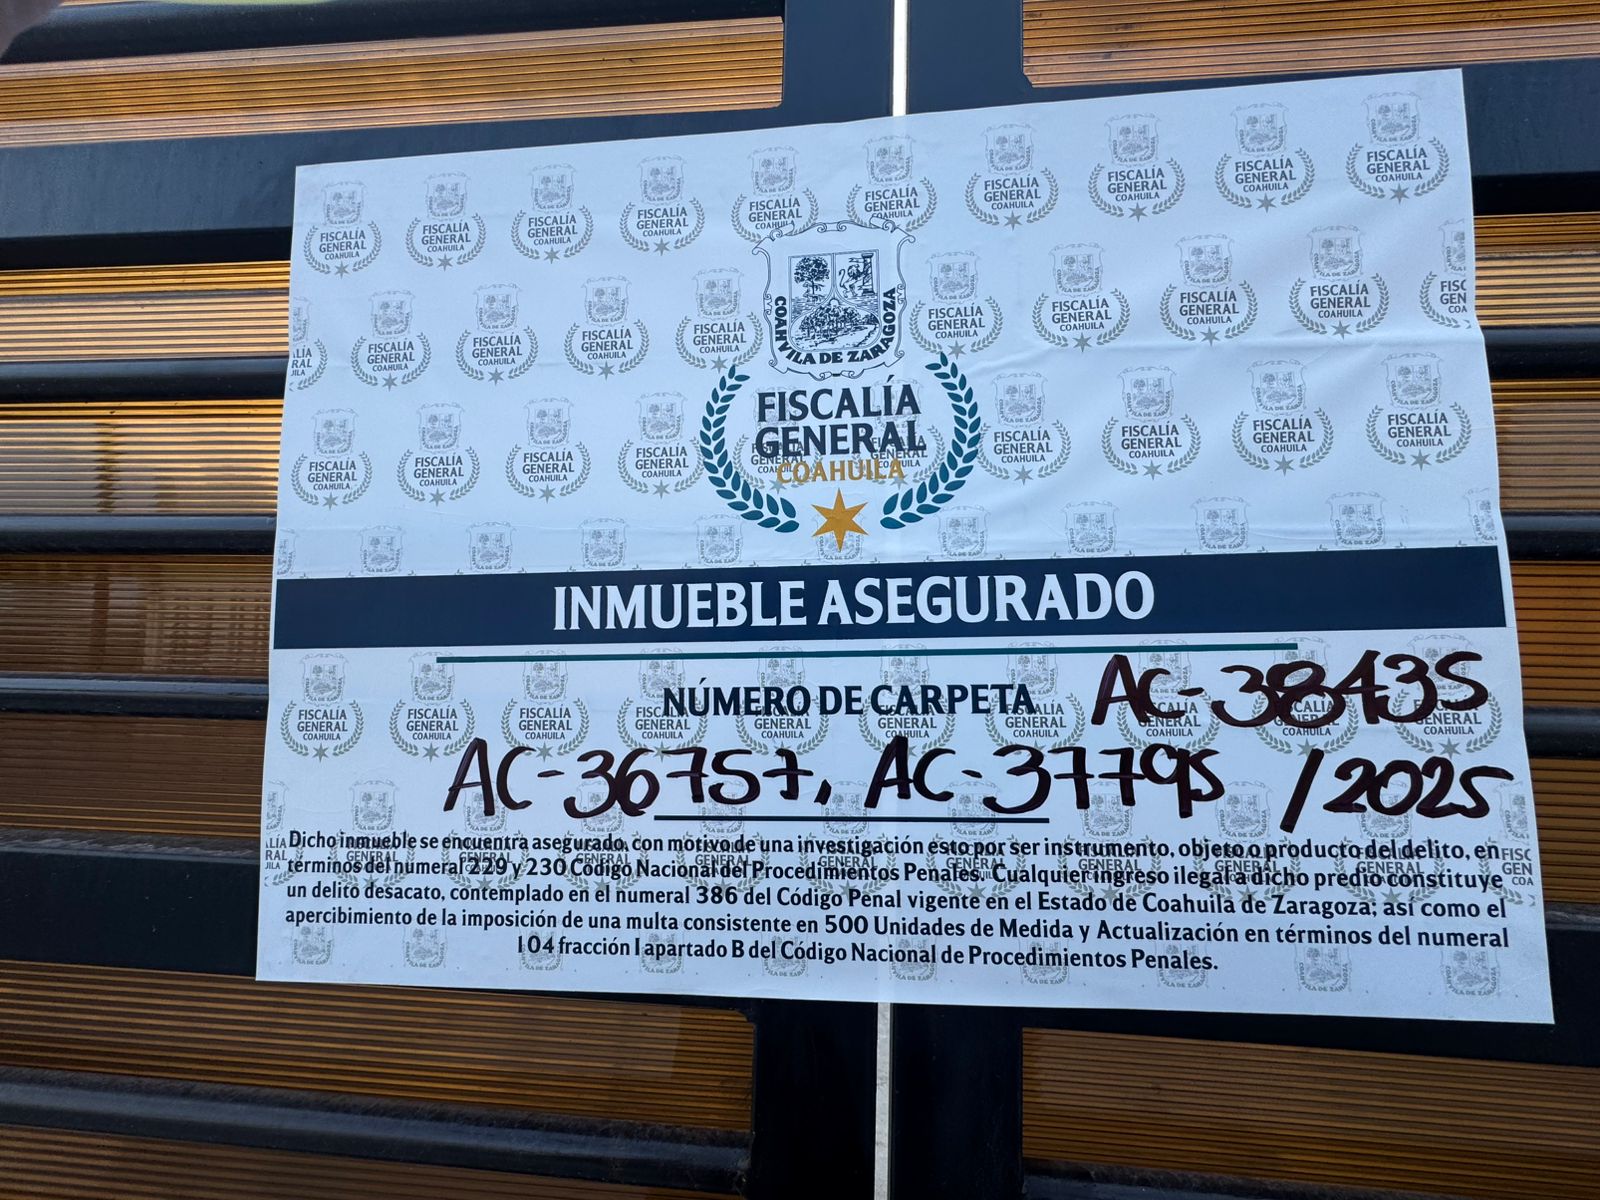 COAHVILA DE ZARAGOZA
FISCALÍA
GENERAL
COAHUILA
INMUEBLE ASEGURADO
NÚMERO DE CARPETA AC-38435
AC-36757, AC-37795 /2025
Dicho inmueble se encuentra asegurado, con motivo de una investigación esto por ser instrumento, objeto o producto del delito, en
términos del numeral 229 y 230 Código Nacional del Procedimientos Penales. Cualquier ingreso ilegal a dicho predio constituye
un delito desacato, contemplado en el numeral 386 del Código Penal vigente en el Estado de Coahuila de Zaragoza; así como el
apercibimiento de la imposición de una multa consistente en 500 Unidades de Medida y Actualización en términos del numeral
104 fracción I apartado B del Código Nacional de Procedimientos Penales.